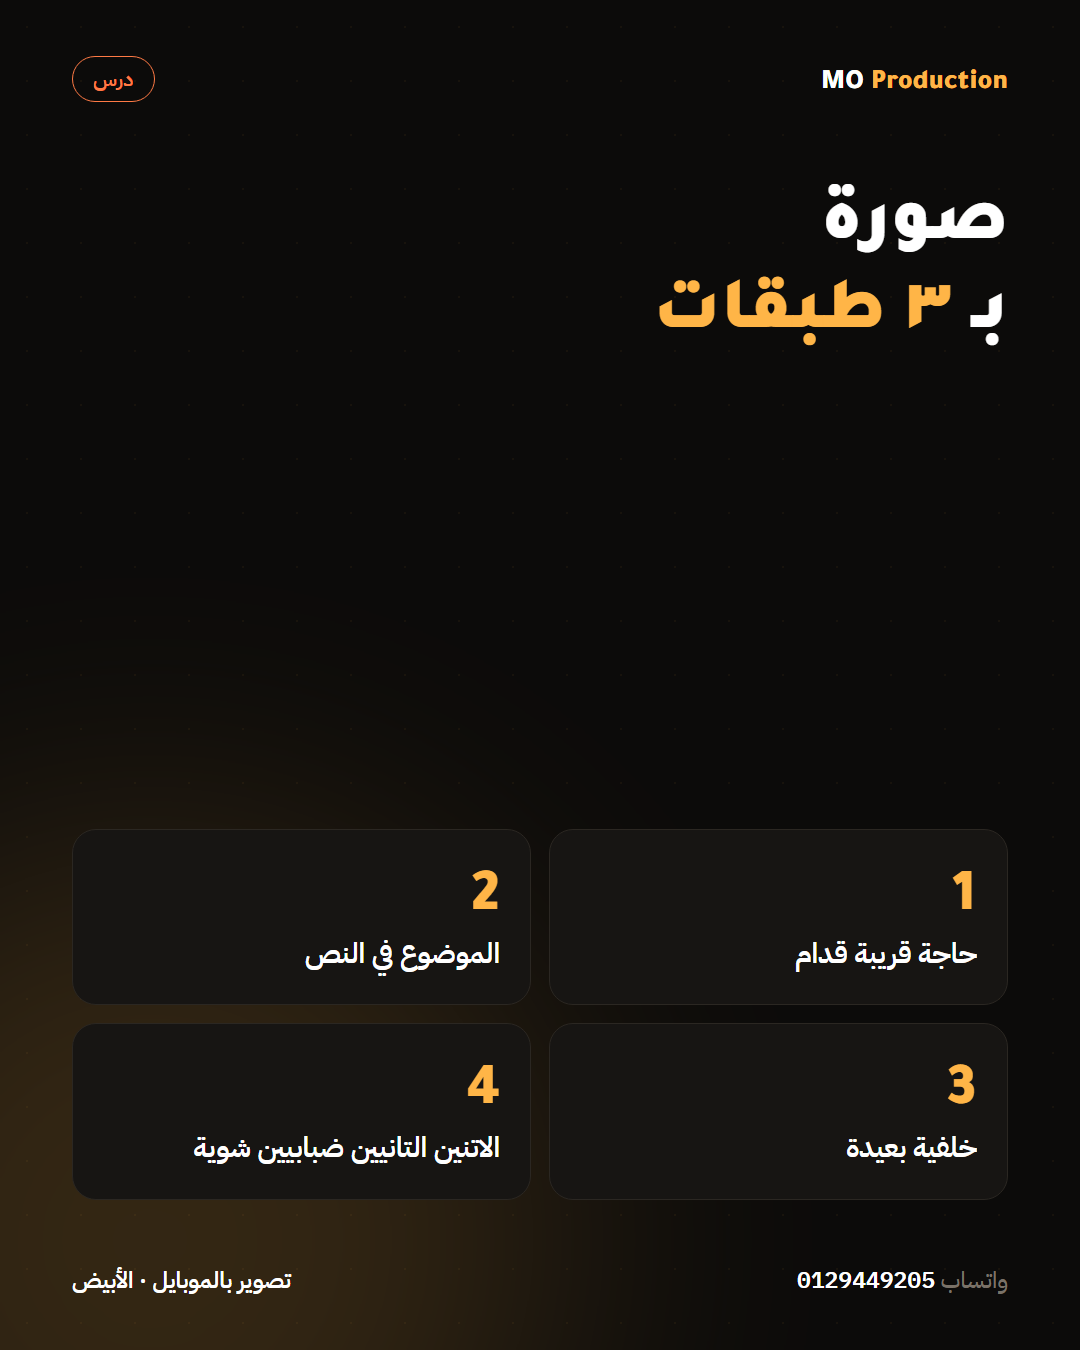 MO Production
درس
صورة
بـ ٣ طبقات
1
حاجة قريبة قدام
2
الموضوع في النص
3
خلفية بعيدة
4
الاتنين التانيين ضبابيين شوية
واتساب 0129449205
تصوير بالموبايل · الأبيض